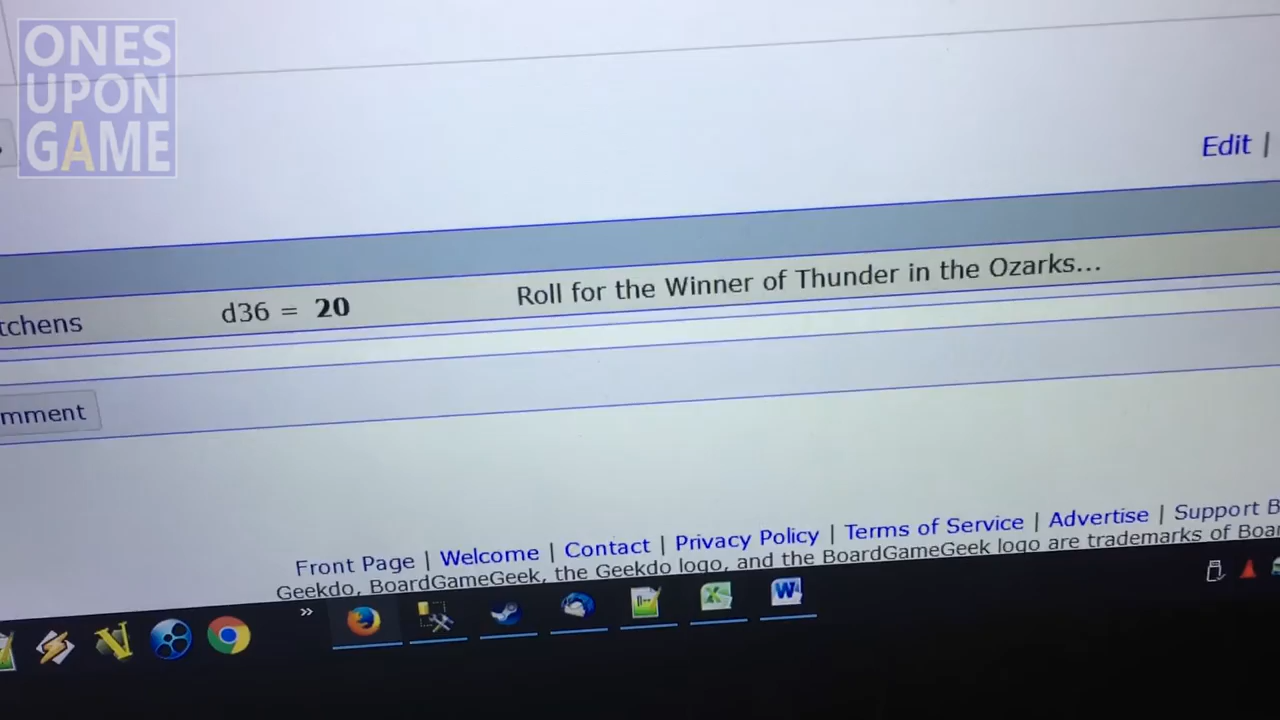 ONES
UPON
GAME
Edit |
tchens d36 = 20 Roll for the Winner of Thunder in the Ozarks...
mment
Front Page | Welcome | Contact | Privacy Policy | Terms of Service | Advertise | Support B
Geekdo, BoardGameGeek, the Geekdo logo, and the BoardGameGeek logo are trademarks of Boar
»